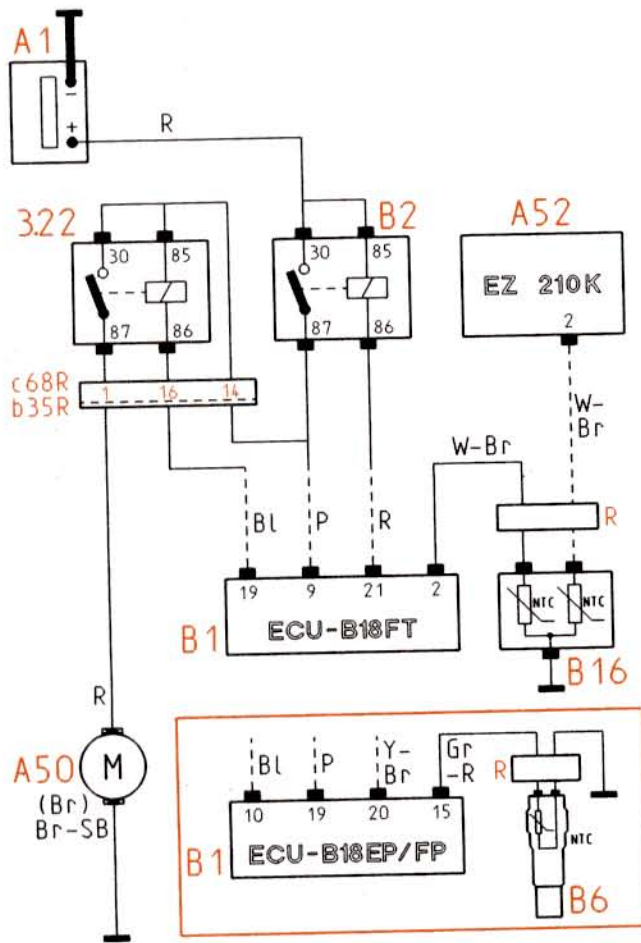 A1
−
+
R
3.22
B2
A52
30 85
30 85
EZ 210K
87 86
87 86
2
c68R
b35R
1 16 14
W-
Br
W-Br
R
Bl P R
19 9 21 2
NTC NTC
B1
ECU-B18FT
B16
R
A50
M
(Br)
Br-SB
Bl P Y-
Br
Gr
-R
R
10 19 20 15
NTC
B1
ECU-B18EP/FP
B6